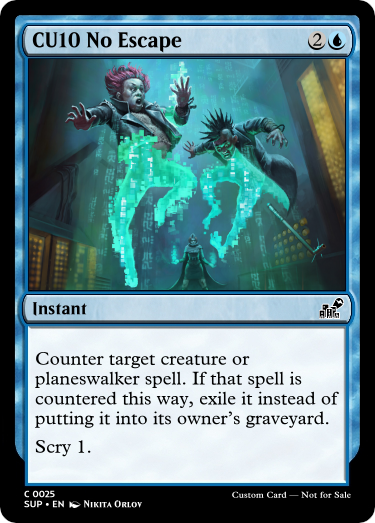 CU10 No Escape 2
Instant
Counter target creature or
planeswalker spell. If that spell is
countered this way, exile it instead of
putting it into its owner's graveyard.
Scry 1.
C 0025
SUP • EN Nikita Orlov
Custom Card — Not for Sale